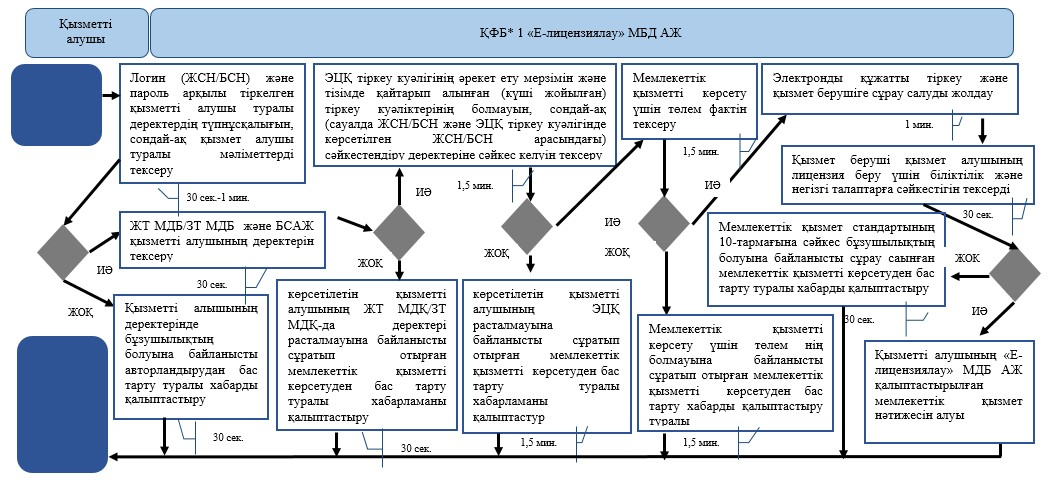 Қызметті
алушы
ҚФБ* 1 «Е-лицензиялау» МБД АЖ
Логин (ЖСН/БСН) және
пароль арқылы тіркелген
қызметті алушы туралы
деректердің түпнұсқалығын,
сондай-ақ қызмет алушы
туралы мәліметтерді
тексеру
30 сек.-1 мин.
ЭЦҚ тіркеу куәлігінің әрекет ету мерзімін және
тізімде қайтарып алынған (күші жойылған)
тіркеу куәліктерінің болмауын, сондай-ақ
(сауалда ЖСН/БСН және ЭЦҚ тіркеу куәлігінде
көрсетілген ЖСН/БСН арасындағы)
сәйкестендіру деректеріне сәйкес келуін тексеру
1,5 мин.
Мемлекеттік
қызметті көрсету
үшін төлем фактін
тексеру
1,5 мин.
Электронды құжатты тіркеу және
қызмет берушіге сұрау салуды жолдау
1 мин.
Қызмет беруші қызмет алушының
лицензия беру үшін біліктілік және
негізгі талаптарға сәйкестігін тексерді
30 сек.
ИӘ
ИӘ
ИӘ
ЖТ МДБ/ЗТ МДБ және БСАЖ
қызметті алушының деректерін
тексеру
30 сек.
ИӘ
ЖОҚ
ЖОҚ
ЖОҚ
ЖОҚ
Мемлекеттік қызмет стандартының
10-тармағына сәйкес бұзушылықтың
болуына байланысты сұрау саынған
мемлекеттік қызметті көрсетуден бас
тарту туралы хабарды қалыптастыру
30 сек.
ЖОҚ
ИӘ
Қызметті алышының
деректерінде
бұзушылықтың
болуына байланысты
авторландырудан бас
тарту туралы хабарды
қалыптастыру
30 сек.
көрсетілетін қызметті
алушының ЖТ МДҚ/ЗТ
МДҚ-да деректері
расталмауына байланысты
сұратып отырған
мемлекеттік қызметті
көрсетуден бас тарту
туралы хабарламаны
қалыптастыру
30 сек.
көрсетілетін қызметті
алушының ЭЦҚ
расталмауына
байланысты сұратып
отырған мемлекеттік
қызметті көрсетуден бас
тарту туралы
хабарламаны
қалыптастур
1,5 мин.
Мемлекеттік қызметті
көрсету үшін төлем нің
болмауына байланысты
сұратып отырған мемлекеттік
қызметті көрсетуден бас
тарту хабарды қалыптастыру
туралы
1,5 мин.
Қызметті алушының «Е-
лицензиялау» МДБ АЖ
қалыптастырылған
мемлекеттік қызмет
нәтижесін алуы